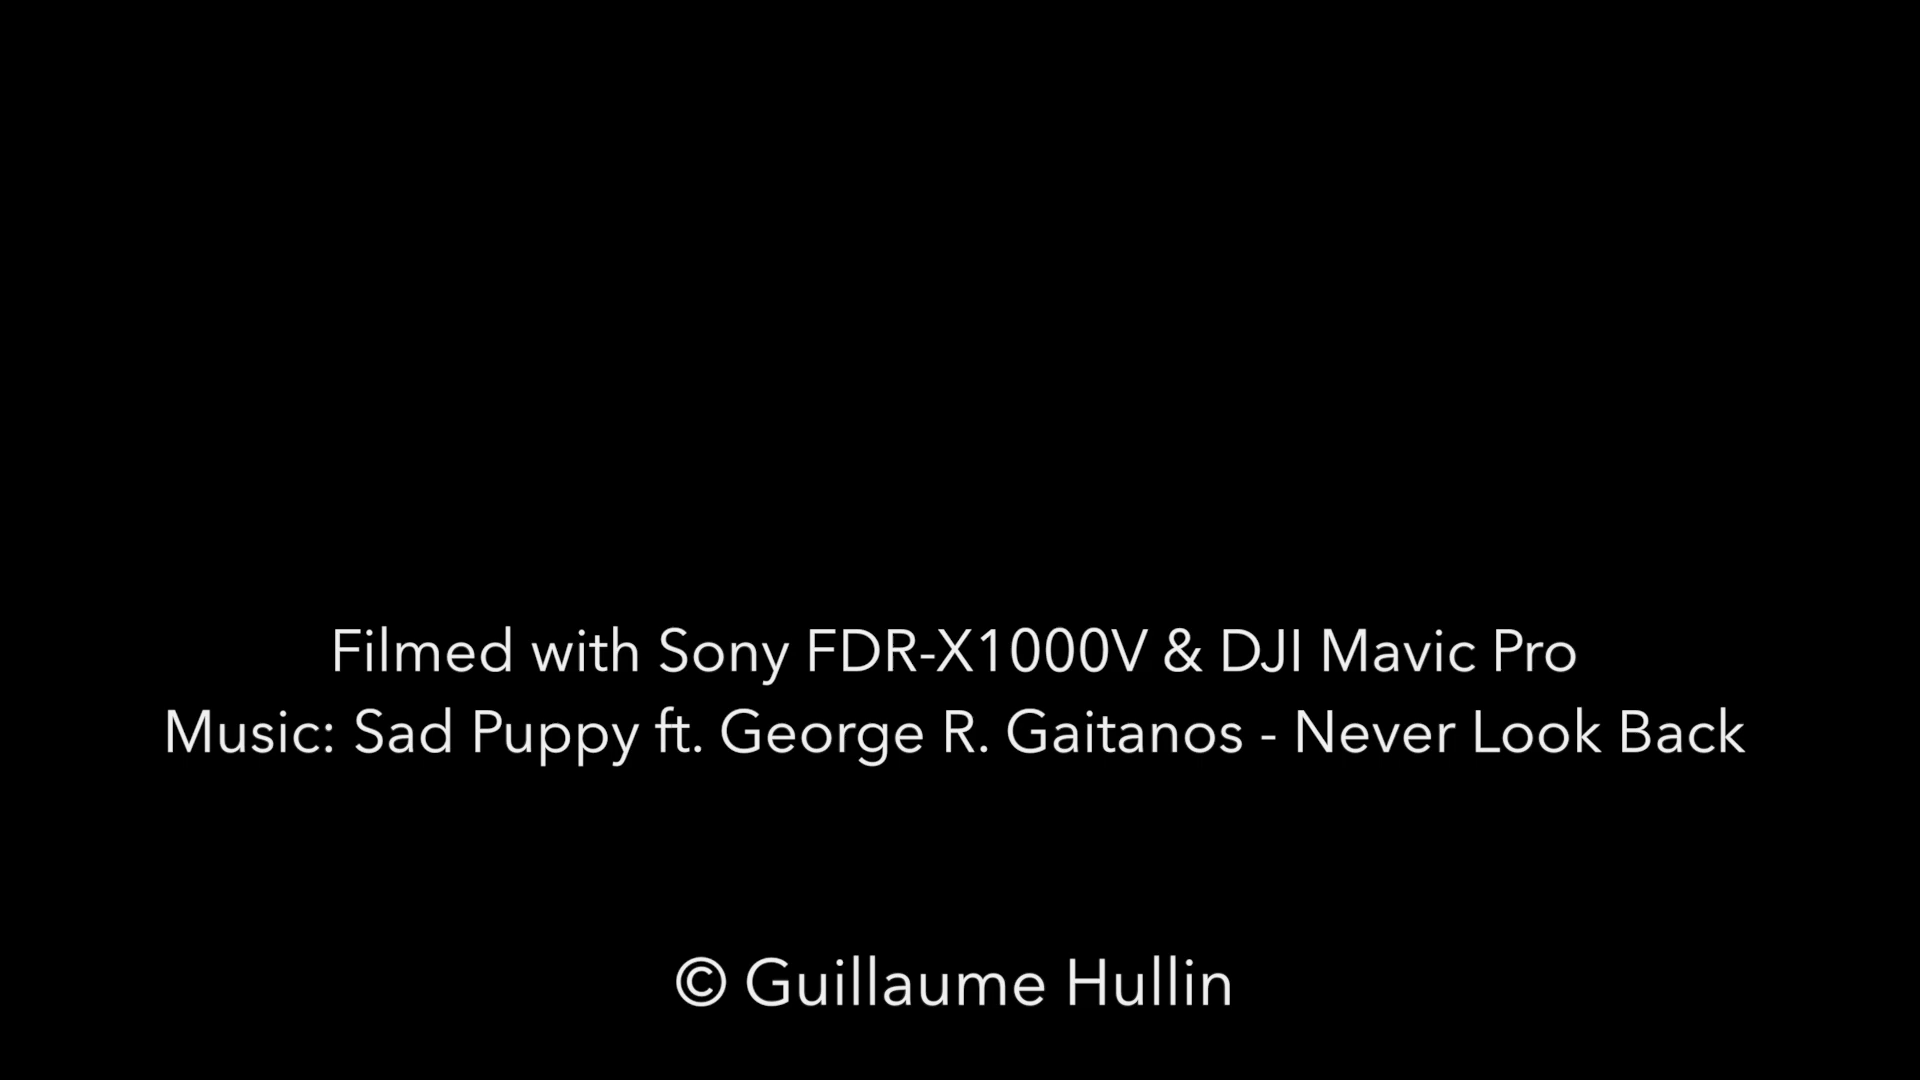 Filmed with Sony FDR-X1000V & DJI Mavic Pro
Music: Sad Puppy ft. George R. Gaitanos - Never Look Back
© Guillaume Hullin